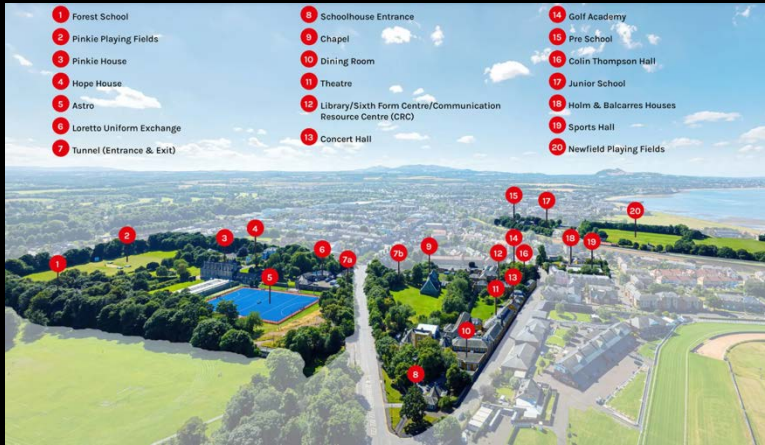 1 Forest School
2 Pinkie Playing Fields
3 Pinkie House
4 Hope House
5 Astro
6 Loretto Uniform Exchange
7 Tunnel (Entrance & Exit)
8 Schoolhouse Entrance
9 Chapel
10 Dining Room
11 Theatre
12 Library/Sixth Form Centre/Communication
Resource Centre (CRC)
13 Concert Hall
14 Golf Academy
15 Pre School
16 Colin Thompson Hall
17 Junior School
18 Holm & Balcarres Houses
19 Sports Hall
20 Newfield Playing Fields
15
17
20
2
4
3
1
6
7a
7b
9
12
14
16
18
19
5
13
11
10
8